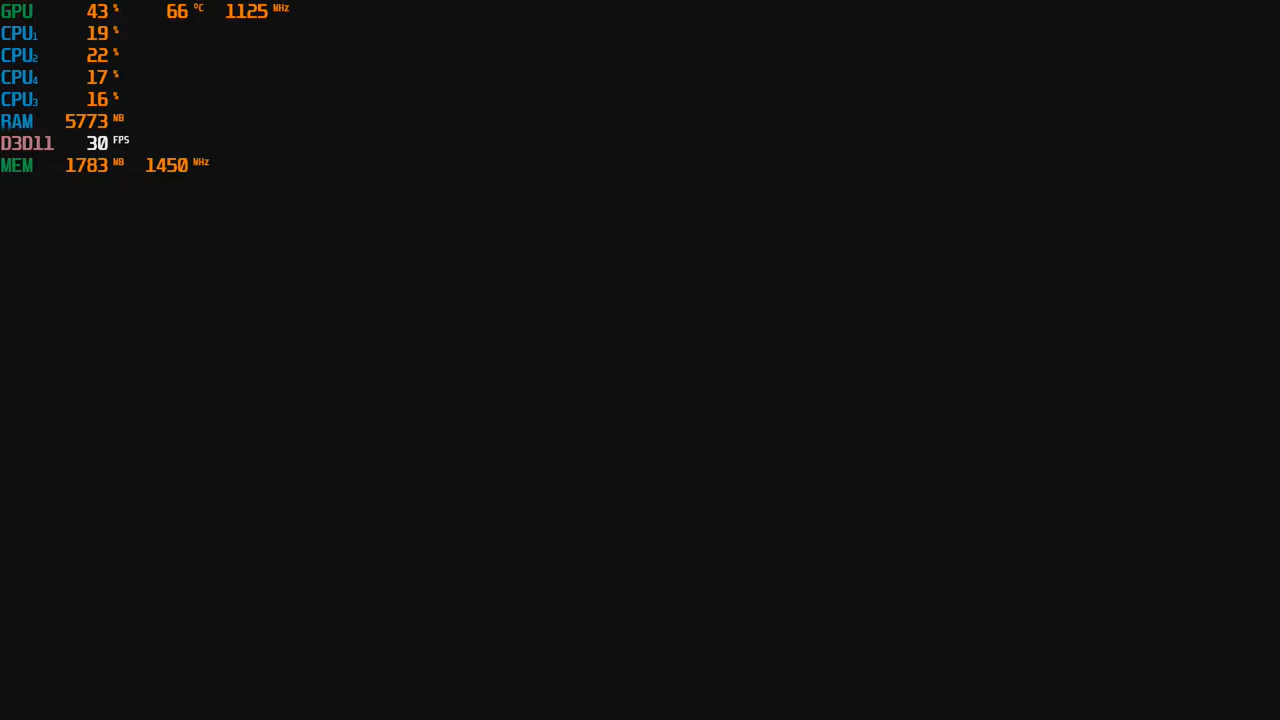 GPU 43 % 66 °C 1125 MHz
CPU1 19 %
CPU2 22 %
CPU4 17 %
CPU3 16 %
RAM 5773 MB
D3D11 30 FPS
MEM 1783 MB 1450 MHz